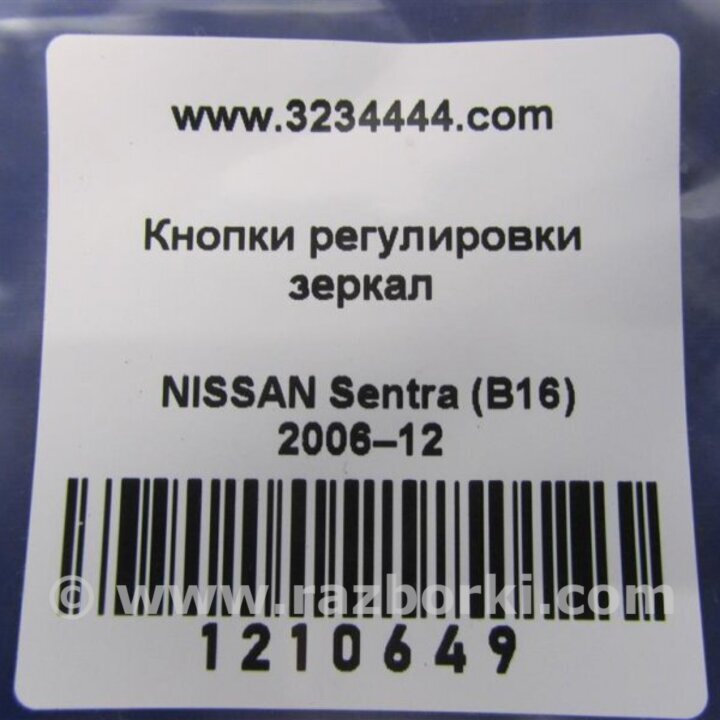 www.3234444.com
Кнопки регулировки
зеркал
NISSAN Sentra (B16)
2006–12
© www.razborki.com
1210649